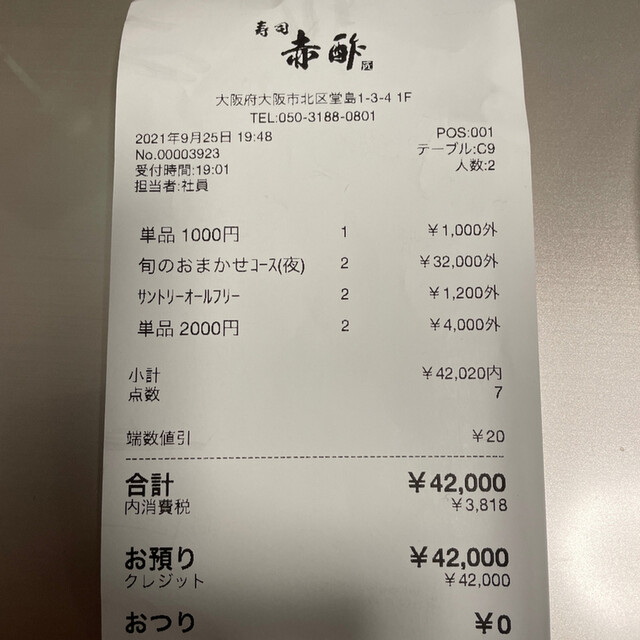 寿司
赤酢
大阪府大阪市北区堂島1-3-4 1F
TEL:050-3188-0801
2021年9月25日 19:48 POS:001
No.00003923 テーブル:C9
受付時間:19:01 人数:2
担当者:社員
単品 1000円 1 ¥1,000外
旬のおまかせコース(夜) 2 ¥32,000外
サントリーオールフリー 2 ¥1,200外
単品 2000円 2 ¥4,000外
小計 ¥42,020内
点数 7
端数値引 ¥20
合計 ¥42,000
内消費税 ¥3,818
お預り ¥42,000
クレジット ¥42,000
おつり ¥0